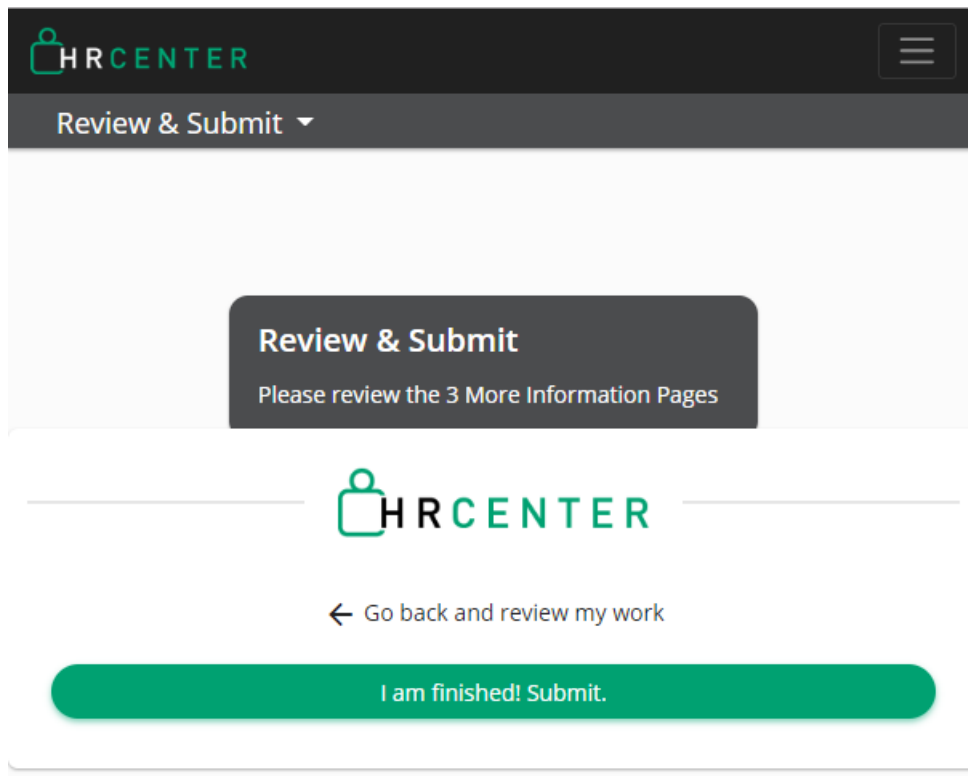 HRCENTER
Review & Submit
Review & Submit
Please review the 3 More Information Pages
HRCENTER
Go back and review my work
I am finished! Submit.